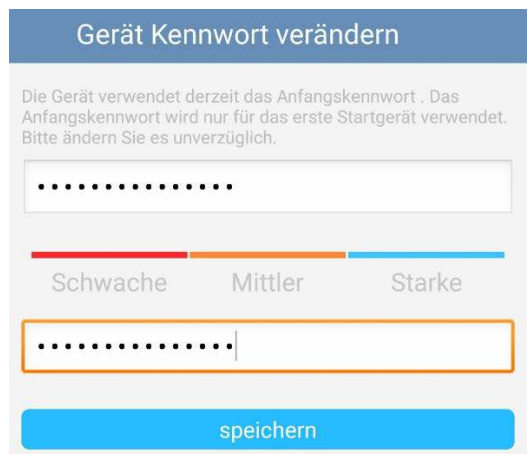 Gerät Kennwort verändern
Die Gerät verwendet derzeit das Anfangskennwort . Das
Anfangskennwort wird nur für das erste Startgerät verwendet.
Bitte ändern Sie es unverzüglich.
•••••••••••••••
Schwache Mittler Starke
•••••••••••••••
speichern